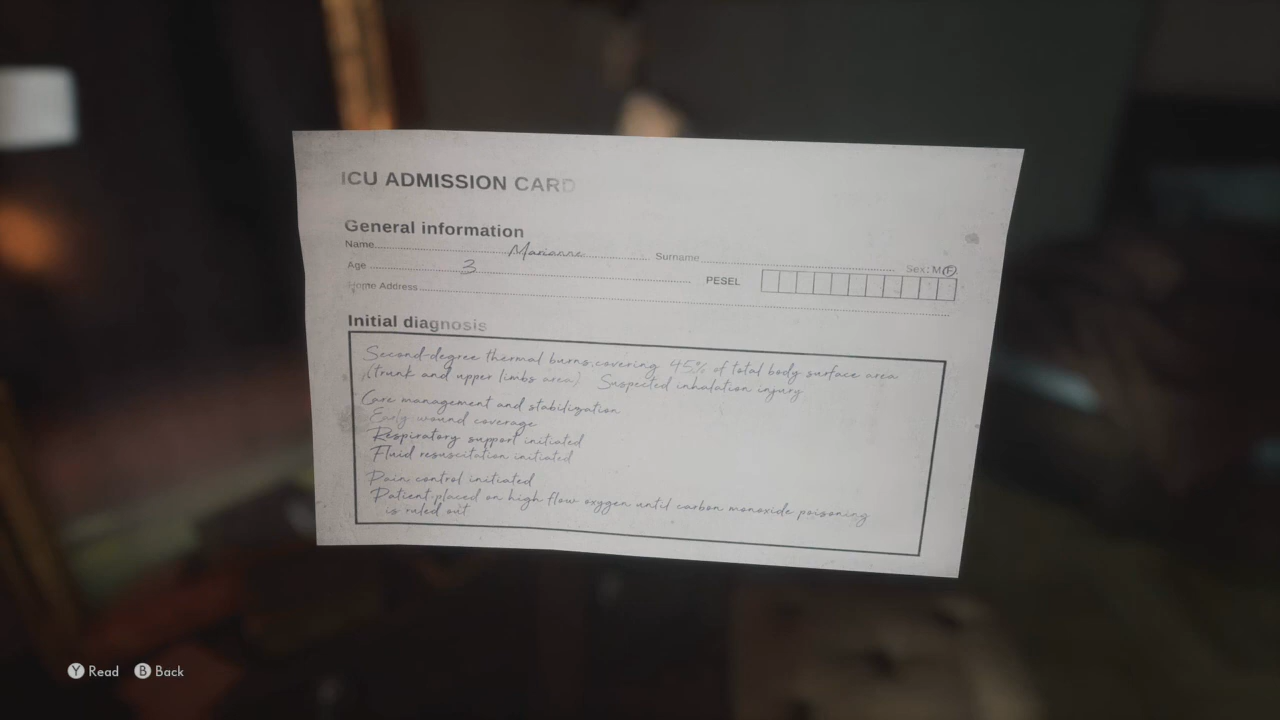 ICU ADMISSION CARD
General information
Name Marianne Surname Sex: M F
Age 3 PESEL
Home Address
Initial diagnosis
Second-degree thermal burns, covering 45% of total body surface area
(trunk and upper limbs area) Suspected inhalation injury
Care management and stabilization
Early wound coverage
Respiratory support initiated
Fluid resuscitation initiated
Pain control initiated
Patient placed on high flow oxygen until carbon monoxide poisoning
is ruled out
Y Read B Back